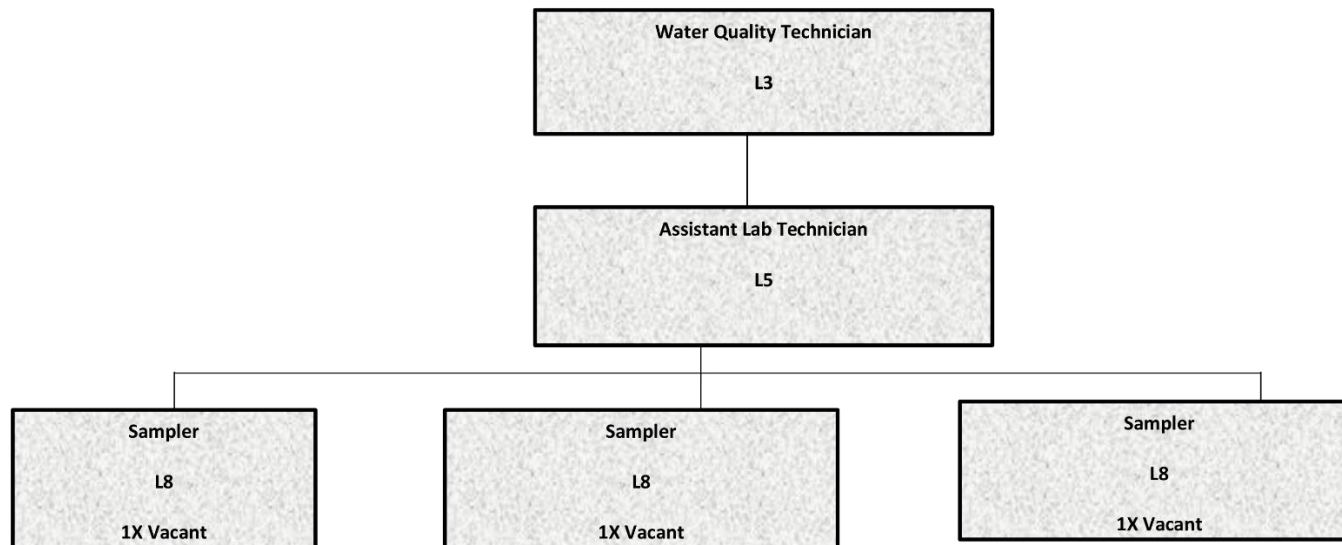 Water Quality Technician
L3
Assistant Lab Technician
L5
Sampler
L8
1X Vacant
Sampler
L8
1X Vacant
Sampler
L8
1X Vacant